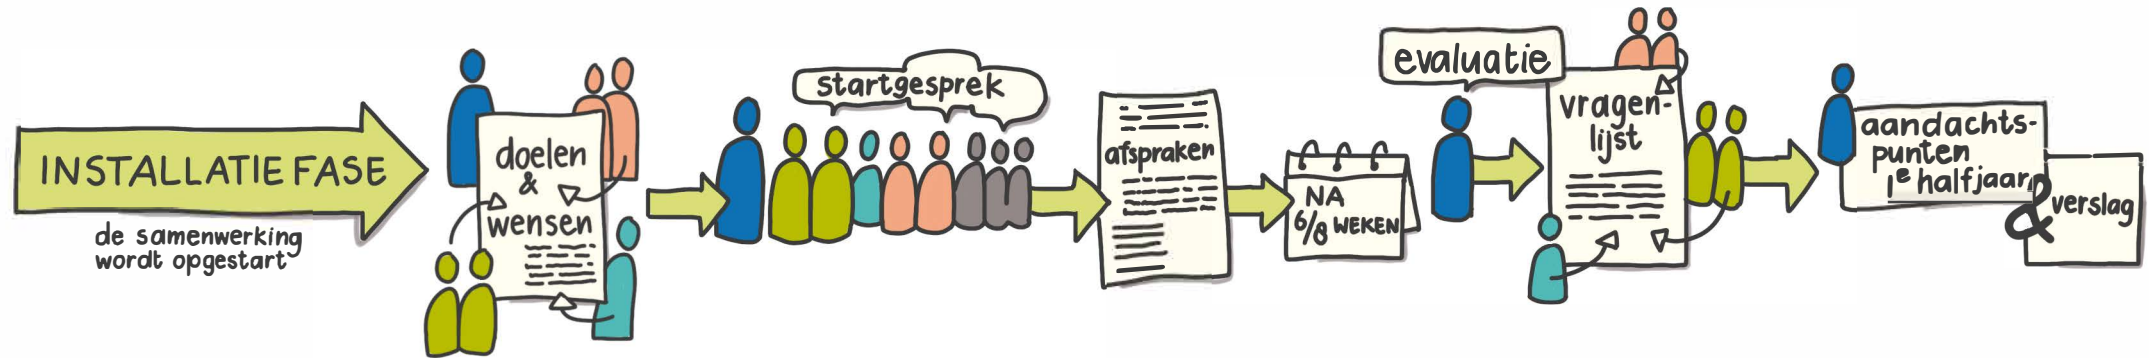 INSTALLATIE FASE
de samenwerking
wordt opgestart
doelen
&
wensen
startgesprek
afspraken
NA
6/8 WEKEN
evaluatie
vragen-
lijst
aandachts-
punten
1e halfjaar
&
verslag